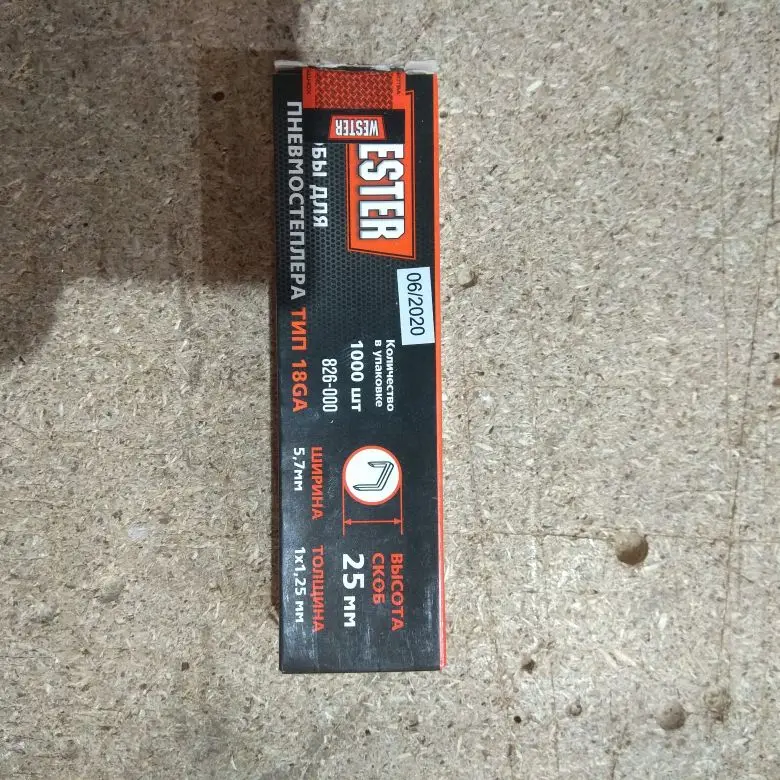 WESTER
ESTER
ОБЫ ДЛЯ
ПНЕВМОСТЕПЛЕРА ТИП 18GA
06/2020
Количество
в упаковке
1000 шт
826-000
ВЫСОТА
СКОБ
25 мм
ШИРИНА
5,7мм
ТОЛЩИНА
1x1,25 мм